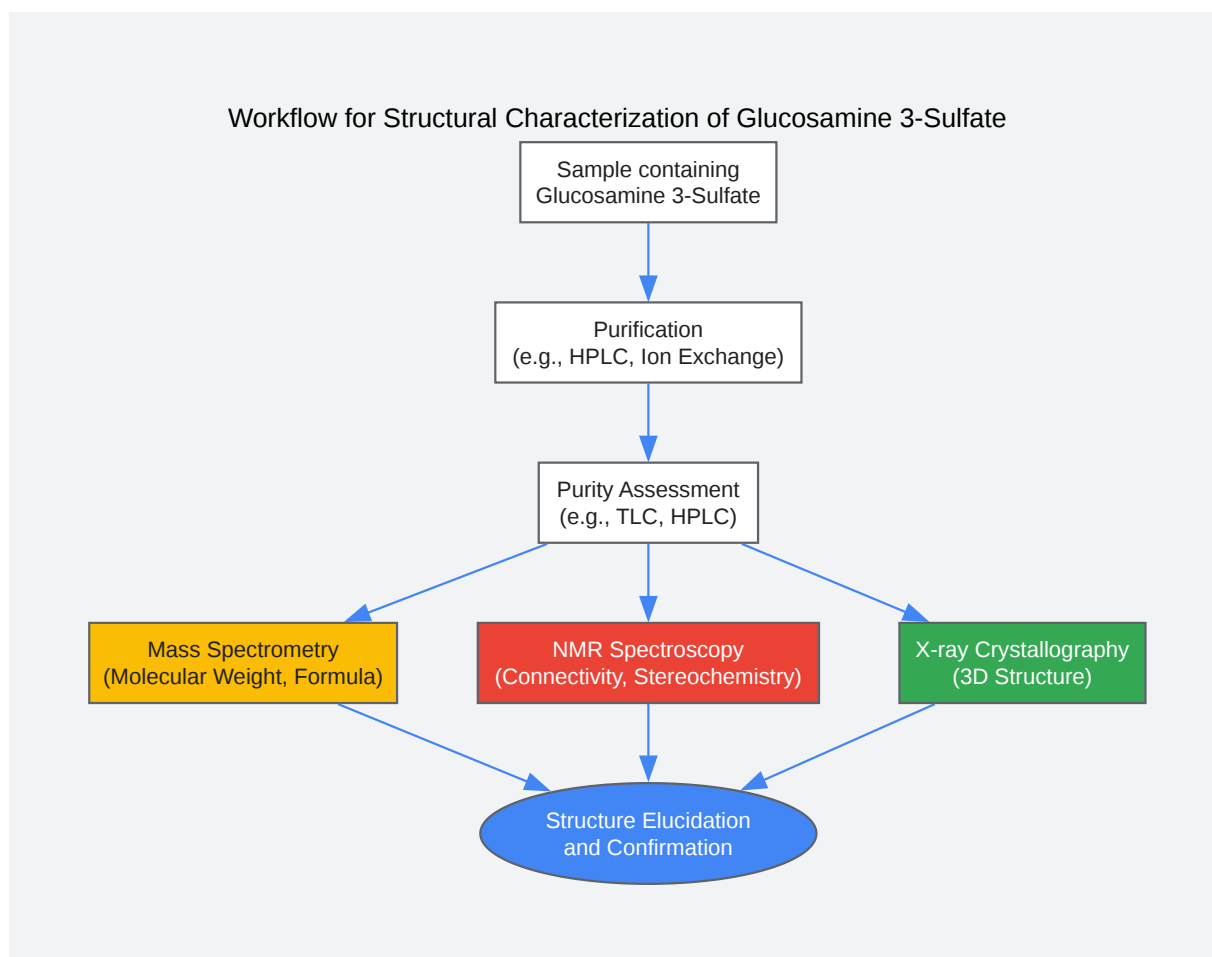 Workflow for Structural Characterization of Glucosamine 3-Sulfate
Sample containing
Glucosamine 3-Sulfate
Purification
(e.g., HPLC, Ion Exchange)
Purity Assessment
(e.g., TLC, HPLC)
Mass Spectrometry
(Molecular Weight, Formula)
NMR Spectroscopy
(Connectivity, Stereochemistry)
X-ray Crystallography
(3D Structure)
Structure Elucidation
and Confirmation